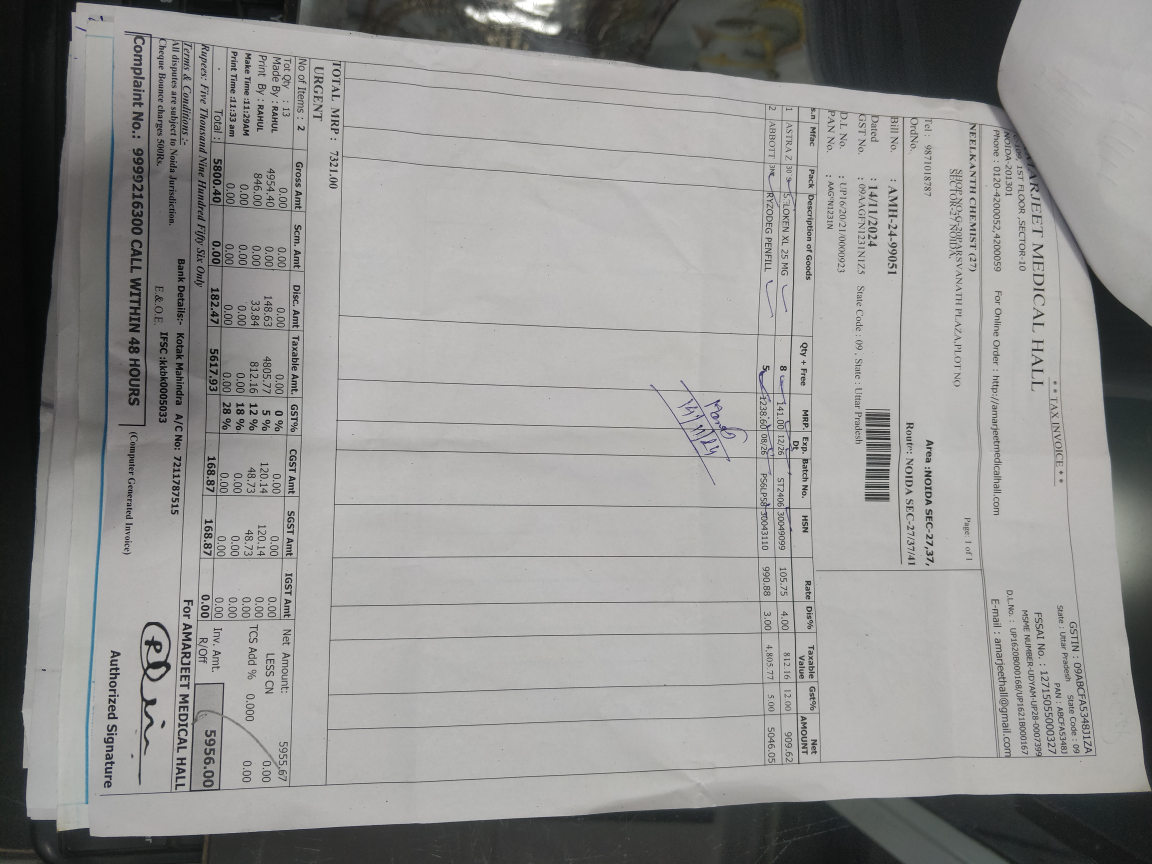 ** TAX INVOICE **
Page: 1 of 1
AMARJEET MEDICAL HALL
1ST FLOOR ,SECTOR-10
NOIDA-201301
Phone : 0120-4200052,4200059 For Online Order : http://amarjeetmedicalhall.com
GSTIN : 09ABCFA5348J1ZA
State : Uttar Pradesh State Code : 09
PAN : ABCFA5348J
FSSAI No. : 12715055000327
MSME NUMBER-UDYAM-UP28-0007399
D.L.No. : UP1620B000168/UP1621B000167
E-mail : amarjeethall@gmail.com
NEELKANTH CHEMIST (27)
SECTOR-27 NOIDA,
Tel : 9871018787
OrdNo.
Area :NOIDA SEC-27,37,
Route: NOIDA SEC-27/37/41
Bill No. : AMH-24-99051
Dated : 14/11/2024
GST No. : 09AAGFN1231N1Z5 State Code : 09 , State : Uttar Pradesh
D.L No. : UP16/20/21/0000923
PAN No. : AAGFN1231N
s.n Mfac Pack Description of Goods Qty + Free MRP. Exp. Dt Batch No. HSN Rate Dis% Taxable Value Gst% Net AMOUNT
1 ASTRA Z 30 S S.LOKEN XL 25 MG 8 141.00 12/26 ST2406 30049099 105.75 4.00 812.16 12.00 909.62
2 ABBOTT 3ML RYZODEG PENFILL 5 1238.60 08/26 PS6LP58 30043110 990.88 3.00 4,805.77 5.00 5046.05
14/11/24
TOTAL MRP : 7321.00
URGENT
No of Items : 2 Gross Amt Scm. Amt Disc. Amt Taxable Amt. GST% CGST Amt SGST Amt IGST Amt Net Amount: 5955.67
Tot Qty : 13 0.00 0.00 0.00 0.00 0 % 0.00 0.00 0.00 LESS CN 0.00
Made By : RAHUL 4954.40 0.00 148.63 4805.77 5 % 120.14 120.14 0.00 TCS Add % 0.000 0.00
Print By : RAHUL 846.00 0.00 33.84 812.16 12 % 48.73 48.73 0.00
Make Time :11:29AM 0.00 0.00 0.00 0.00 18 % 0.00 0.00 0.00
Print Time :11:33 am 0.00 0.00 0.00 0.00 28 % 0.00 0.00 0.00 Inv. Amt. 5956.00
Total : 5800.40 0.00 182.47 5617.93 168.87 168.87 0.00 R/Off
Rupees: Five Thousand Nine Hundred Fifty Six Only
Terms & Conditions :-
All disputes are subject to Noida Jurisdiction.
Cheque Bounce charges 500Rs.
Bank Details:- Kotak Mahindra A/C No: 7211787515
E.& O.E IFSC :kkbk0005033
For AMARJEET MEDICAL HALL
Complaint No.: 9999216300 CALL WITHIN 48 HOURS
(Computer Generated Invoice)
Authorized Signature